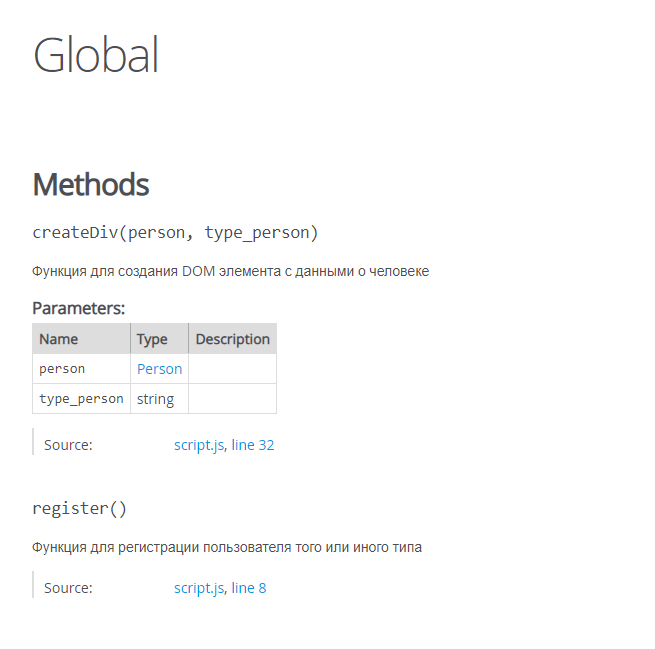 Global
Methods
createDiv(person, type_person)
Функция для создания DOM элемента с данными о человеке
Parameters:
Name Type Description
person Person
type_person string
Source: script.js, line 32
register()
Функция для регистрации пользователя того или иного типа
Source: script.js, line 8